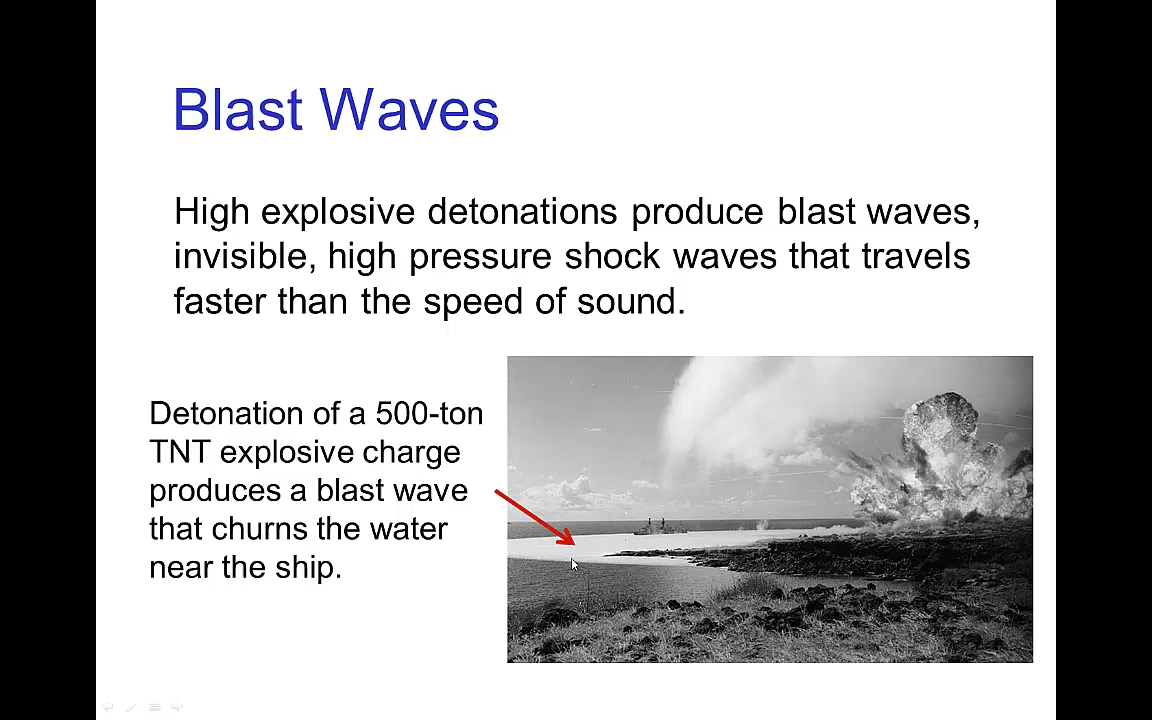 Blast Waves
High explosive detonations produce blast waves,
invisible, high pressure shock waves that travels
faster than the speed of sound.
Detonation of a 500-ton
TNT explosive charge
produces a blast wave
that churns the water
near the ship.